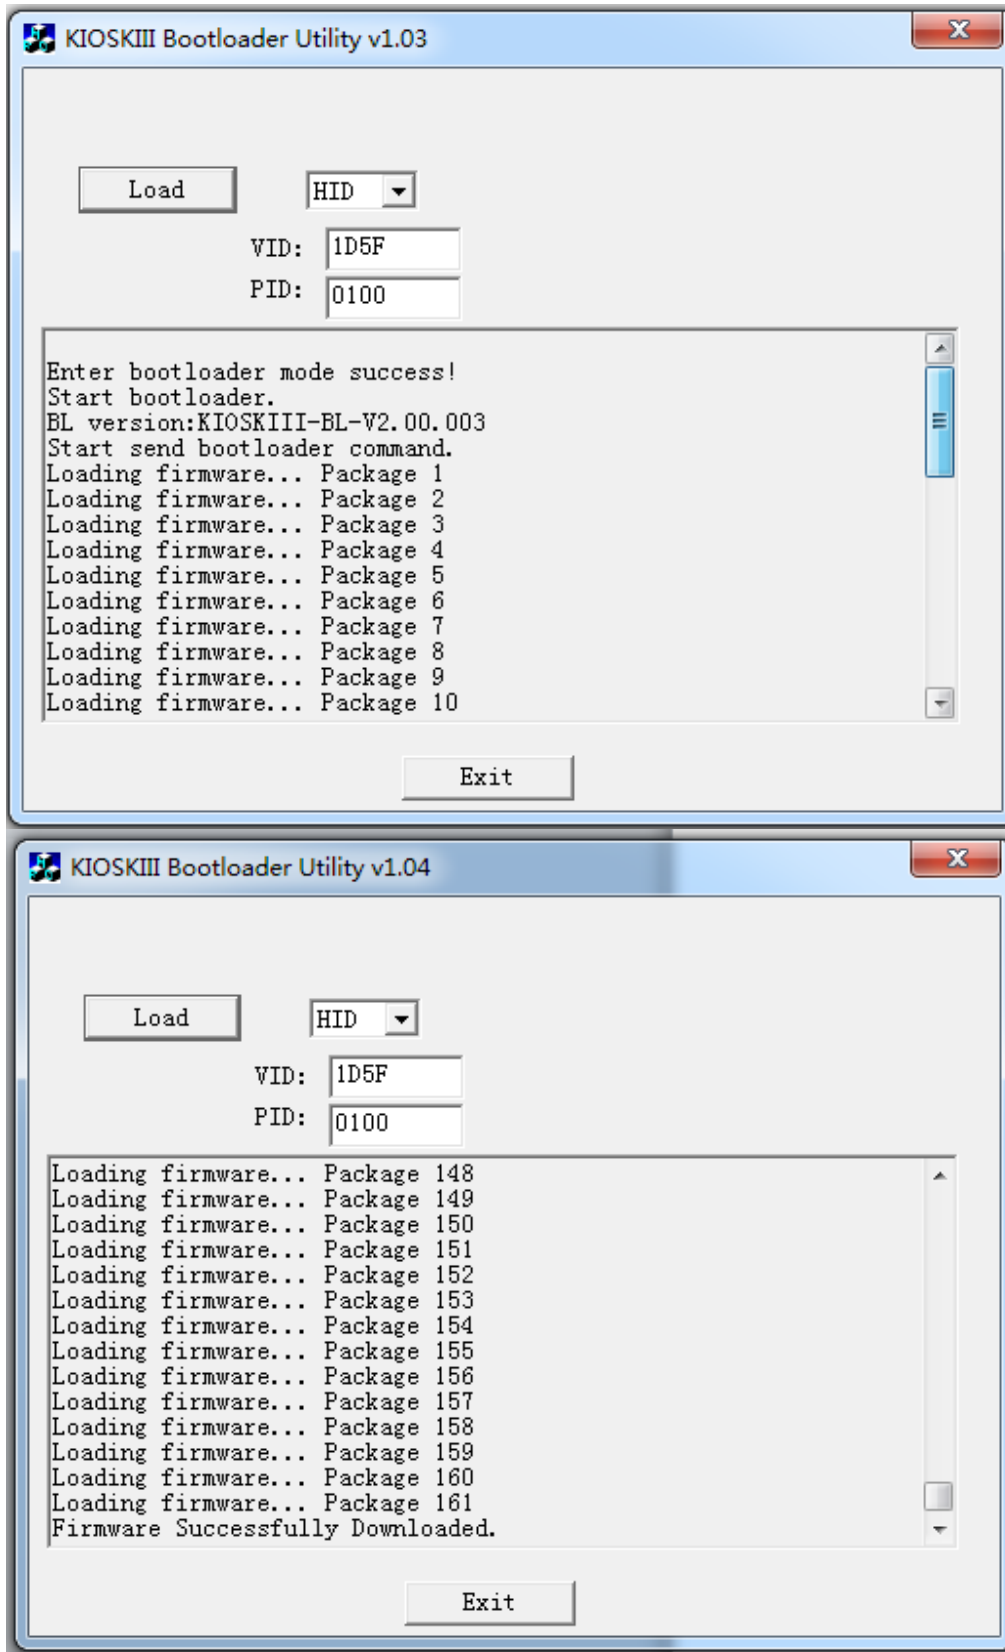 KIOSKIII Bootloader Utility v1.03
Load
HID
VID: 1D5F
PID: 0100
Enter bootloader mode success!
Start bootloader.
BL version:KIOSKIII-BL-V2.00.003
Start send bootloader command.
Loading firmware... Package 1
Loading firmware... Package 2
Loading firmware... Package 3
Loading firmware... Package 4
Loading firmware... Package 5
Loading firmware... Package 6
Loading firmware... Package 7
Loading firmware... Package 8
Loading firmware... Package 9
Loading firmware... Package 10
Exit
KIOSKIII Bootloader Utility v1.04
Load
HID
VID: 1D5F
PID: 0100
Loading firmware... Package 148
Loading firmware... Package 149
Loading firmware... Package 150
Loading firmware... Package 151
Loading firmware... Package 152
Loading firmware... Package 153
Loading firmware... Package 154
Loading firmware... Package 155
Loading firmware... Package 156
Loading firmware... Package 157
Loading firmware... Package 158
Loading firmware... Package 159
Loading firmware... Package 160
Loading firmware... Package 161
Firmware Successfully Downloaded.
Exit